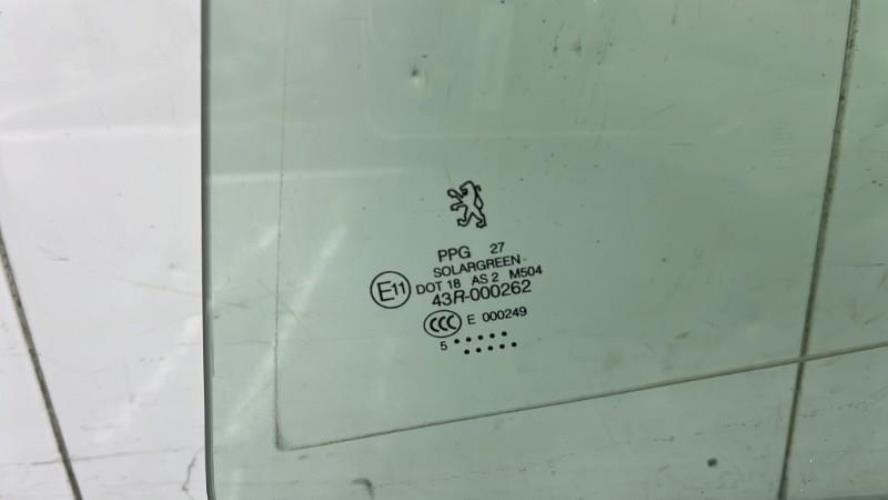 PPG 27
SOLARGREEN
DOT 18 AS 2 M504
E11 43R-000262
CCC E 000249
5